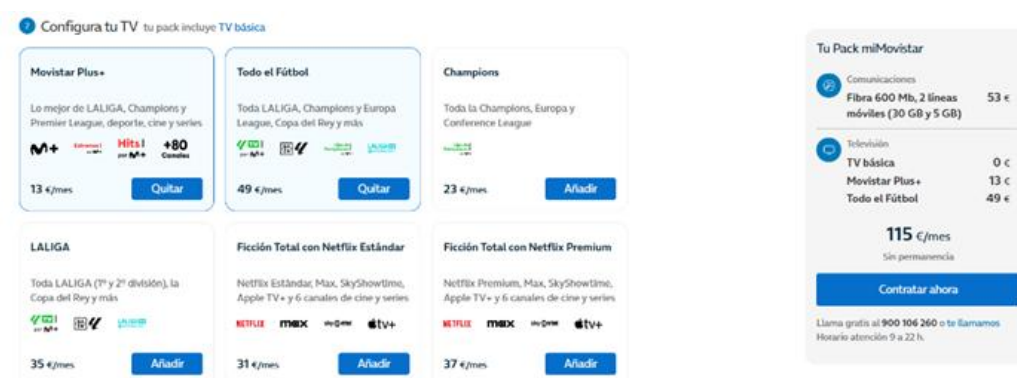 Configura tu TV tu pack incluye TV básica
Movistar Plus+
Lo mejor de LALIGA, Champions y
Premier League, deporte, cine y series
M+ Estrenos Hits +80
por M+ Canales
13 €/mes Quitar
Todo el Fútbol
Toda LALIGA, Champions y Europa
League, Copa del Rey y más
por M+
49 €/mes Quitar
Champions
Toda la Champions, Europa y
Conference League
23 €/mes Añadir
LALIGA
Toda LALIGA (1ª y 2ª división), la
Copa del Rey y más
por M+
35 €/mes Añadir
Ficción Total con Netflix Estándar
Netflix Estándar, Max, SkyShowtime,
Apple TV+ y 6 canales de cine y series
NETFLIX max tv+
31 €/mes Añadir
Ficción Total con Netflix Premium
Netflix Premium, Max, SkyShowtime,
Apple TV+ y 6 canales de cine y series
NETFLIX max tv+
37 €/mes Añadir
Tu Pack miMovistar
Comunicaciones
Fibra 600 Mb, 2 líneas 53 €
móviles (30 GB y 5 GB)
Televisión
TV básica 0 €
Movistar Plus+ 13 €
Todo el Fútbol 49 €
115 €/mes
Sin permanencia
Contratar ahora
Llama gratis al 900 106 260 o te llamamos
Horario atención 9 a 22 h.